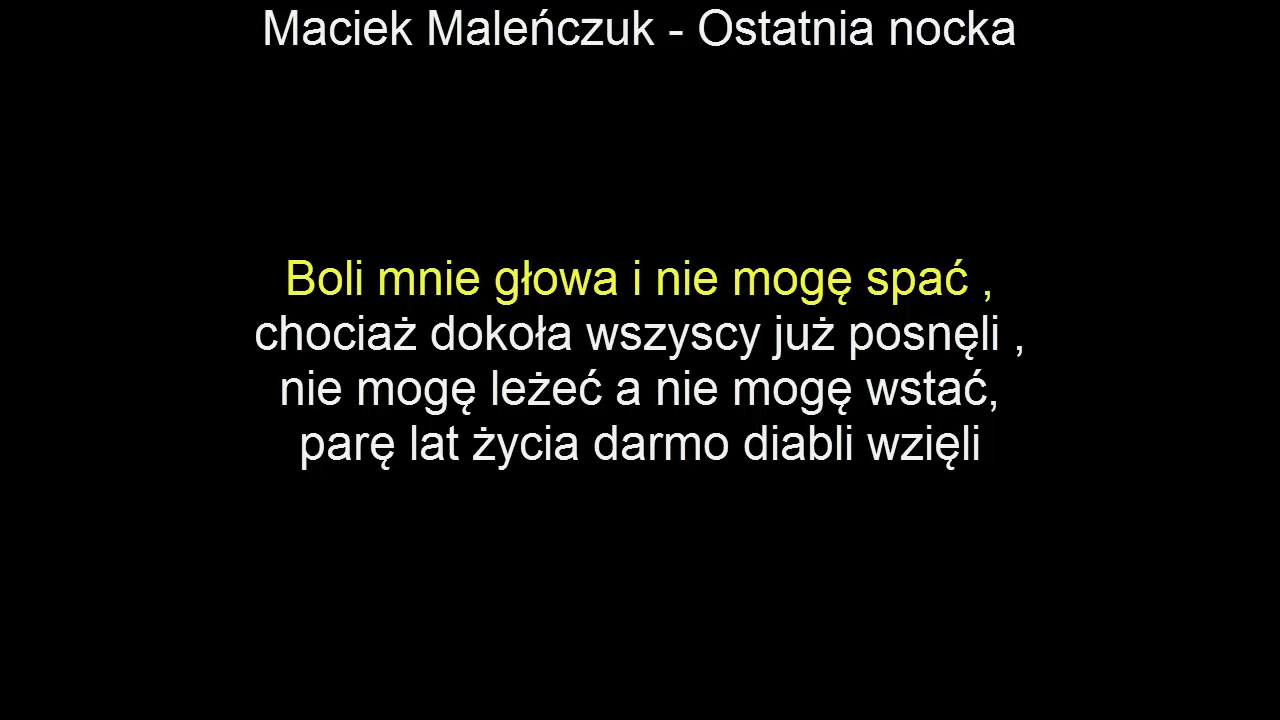 Maciek Maleńczuk - Ostatnia nocka
Boli mnie głowa i nie mogę spać ,
chociaż dokoła wszyscy już posnęli ,
nie mogę leżeć a nie mogę wstać,
parę lat życia darmo diabli wzięli